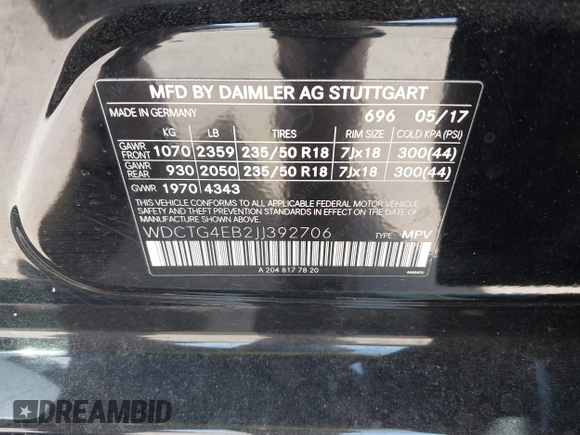 MFD BY DAIMLER AG STUTTGART
MADE IN GERMANY 696 05/17
KG LB TIRES RIM SIZE COLD KPA (PSI)
GAWR FRONT 1070 2359 235/50 R18 7Jx18 300(44)
GAWR REAR 930 2050 235/50 R18 7Jx18 300(44)
GVWR 1970 4343
THIS VEHICLE CONFORMS TO ALL APPLICABLE FEDERAL MOTOR VEHICLE
SAFETY, BUMPER, AND THEFT PREVENTION STANDARDS IN EFFECT ON THE DATE OF
MANUFACTURE SHOWN ABOVE.
WDCTG4EB2JJ392706 TYPE: MPV
A 204 817 78 20
DREAMBID